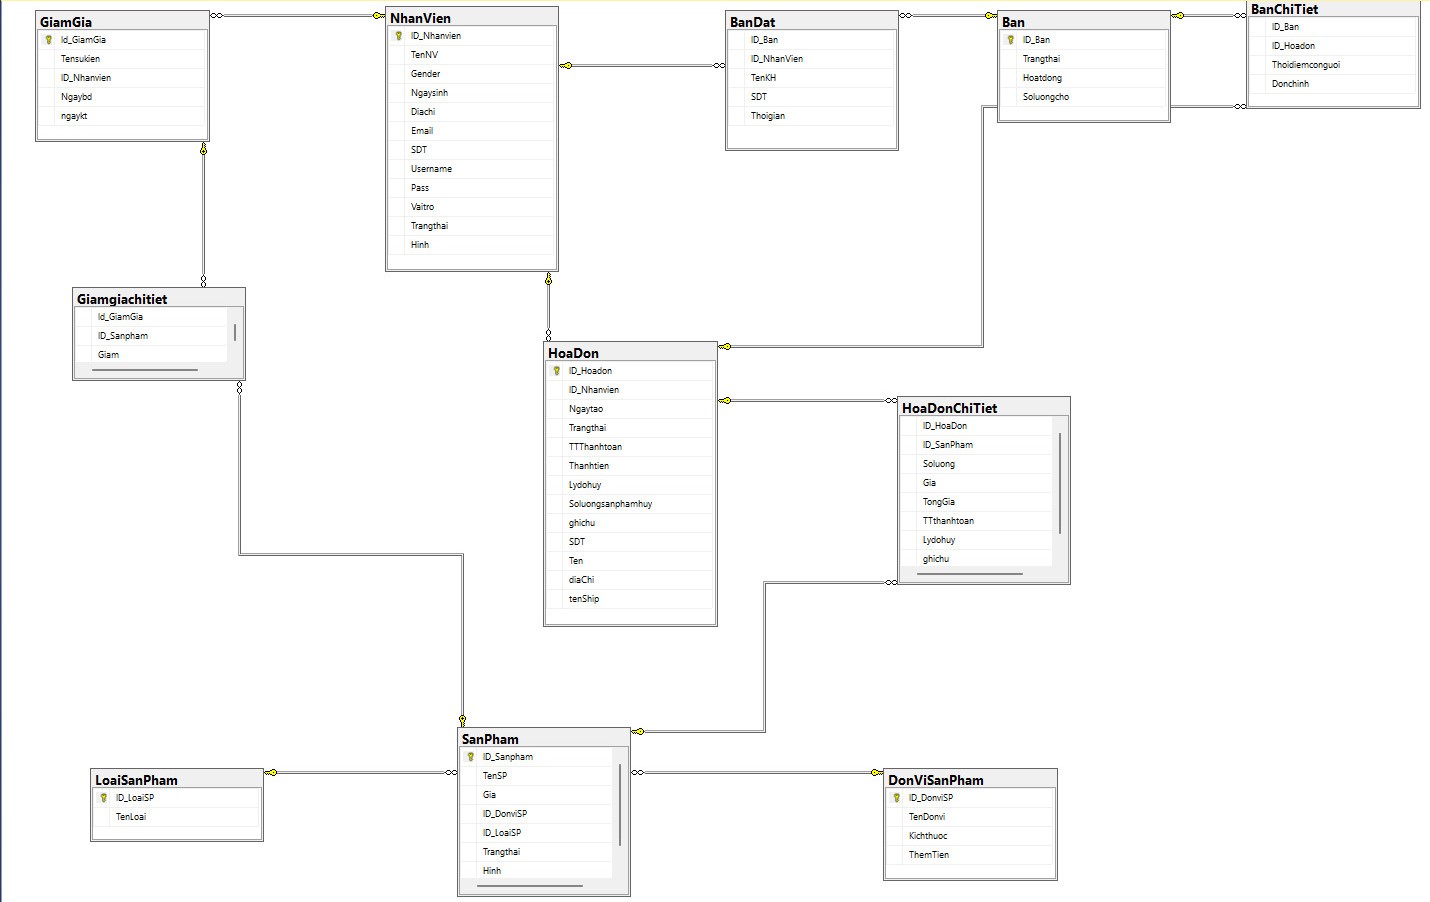 GiamGia
Id_GiamGia
Tensukien
ID_Nhanvien
Ngaybd
ngaykt
NhanVien
ID_Nhanvien
TenNV
Gender
Ngaysinh
Diachi
Email
SDT
Username
Pass
Vaitro
Trangthai
Hinh
BanDat
ID_Ban
ID_NhanVien
TenKH
SDT
Thoigian
Ban
ID_Ban
Trangthai
Hoatdong
Soluongcho
BanChiTiet
ID_Ban
ID_Hoadon
Thoidiemconguoi
Donchinh
Giamgiachitiet
Id_GiamGia
ID_Sanpham
Giam
HoaDon
ID_Hoadon
ID_Nhanvien
Ngaytao
Trangthai
TTThanhtoan
Thanhtien
Lydohuy
Soluongsanphamhuy
ghichu
SDT
Ten
diaChi
tenShip
HoaDonChiTiet
ID_HoaDon
ID_SanPham
Soluong
Gia
TongGia
TTthanhtoan
Lydohuy
ghichu
SanPham
ID_Sanpham
TenSP
Gia
ID_DonviSP
ID_LoaiSP
Trangthai
Hinh
LoaiSanPham
ID_LoaiSP
TenLoai
DonViSanPham
ID_DonviSP
TenDonvi
Kichthuoc
ThemTien